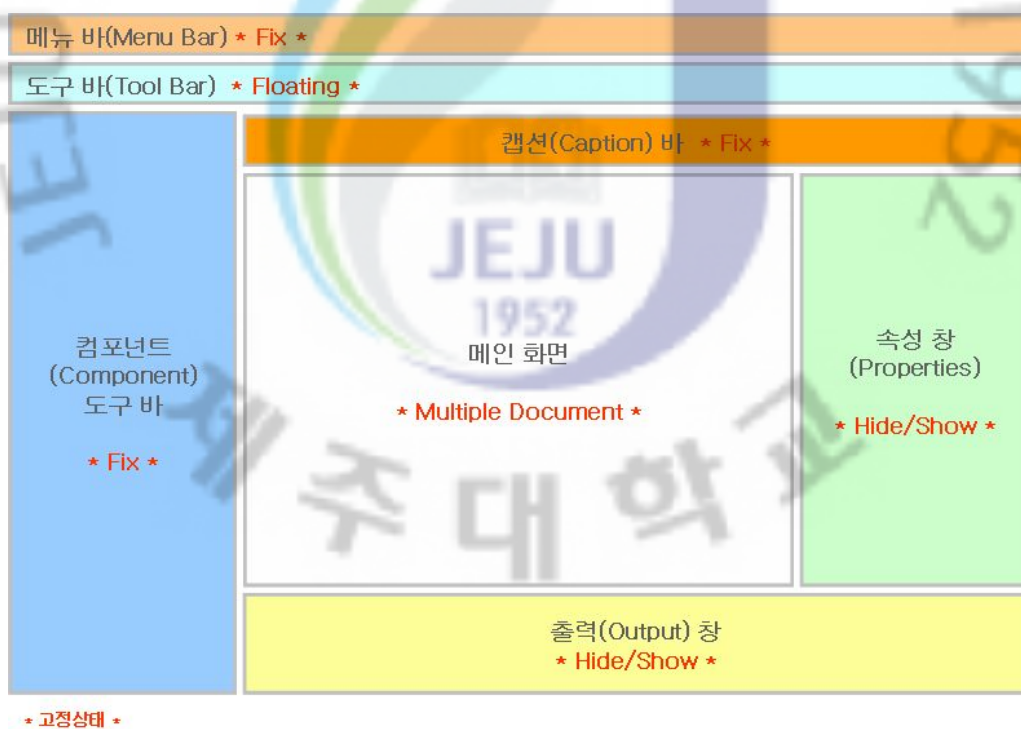 메뉴 바(Menu Bar) * Fix *
도구 바(Tool Bar) * Floating *
캡션(Caption) 바 * Fix *
컴포넌트
(Component)
도구 바
* Fix *
JEJU
1952
메인 화면
* Multiple Document *
속성 창
(Properties)
* Hide/Show *
출력(Output) 창
* Hide/Show *
* 고정상태 *
제주대학교
JEJ
1952